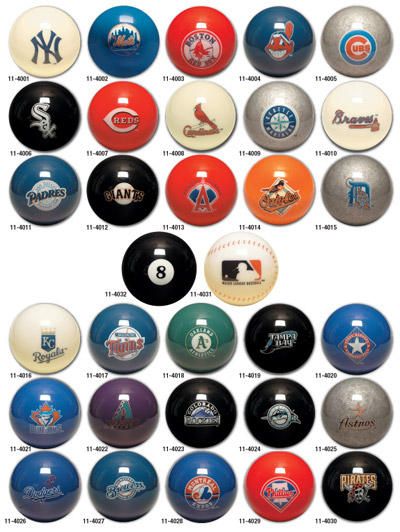 NY
Mets
BOSTON
RED SOX
CUBS
11-4001 11-4002 11-4003 11-4004 11-4005
Sox
REDS
Cardinals
Braves
11-4006 11-4007 11-4008 11-4009 11-4010
PADRES
GIANTS
A
Orioles
D
11-4011 11-4012 11-4013 11-4014 11-4015
8
MAJOR LEAGUE BASEBALL
11-4032 11-4031
KC
Royals
Twins
OAKLAND
A's
ATHLETICS
TAMPA
BAY
TEXAS
11-4016 11-4017 11-4018 11-4019 11-4020
BLUE JAYS
A
COLORADO
ROCKIES
Astros
11-4021 11-4022 11-4023 11-4024 11-4025
Dodgers
Brewers
MONTREAL
EXPOS
Phillies
PIRATES
P
11-4026 11-4027 11-4028 11-4029 11-4030